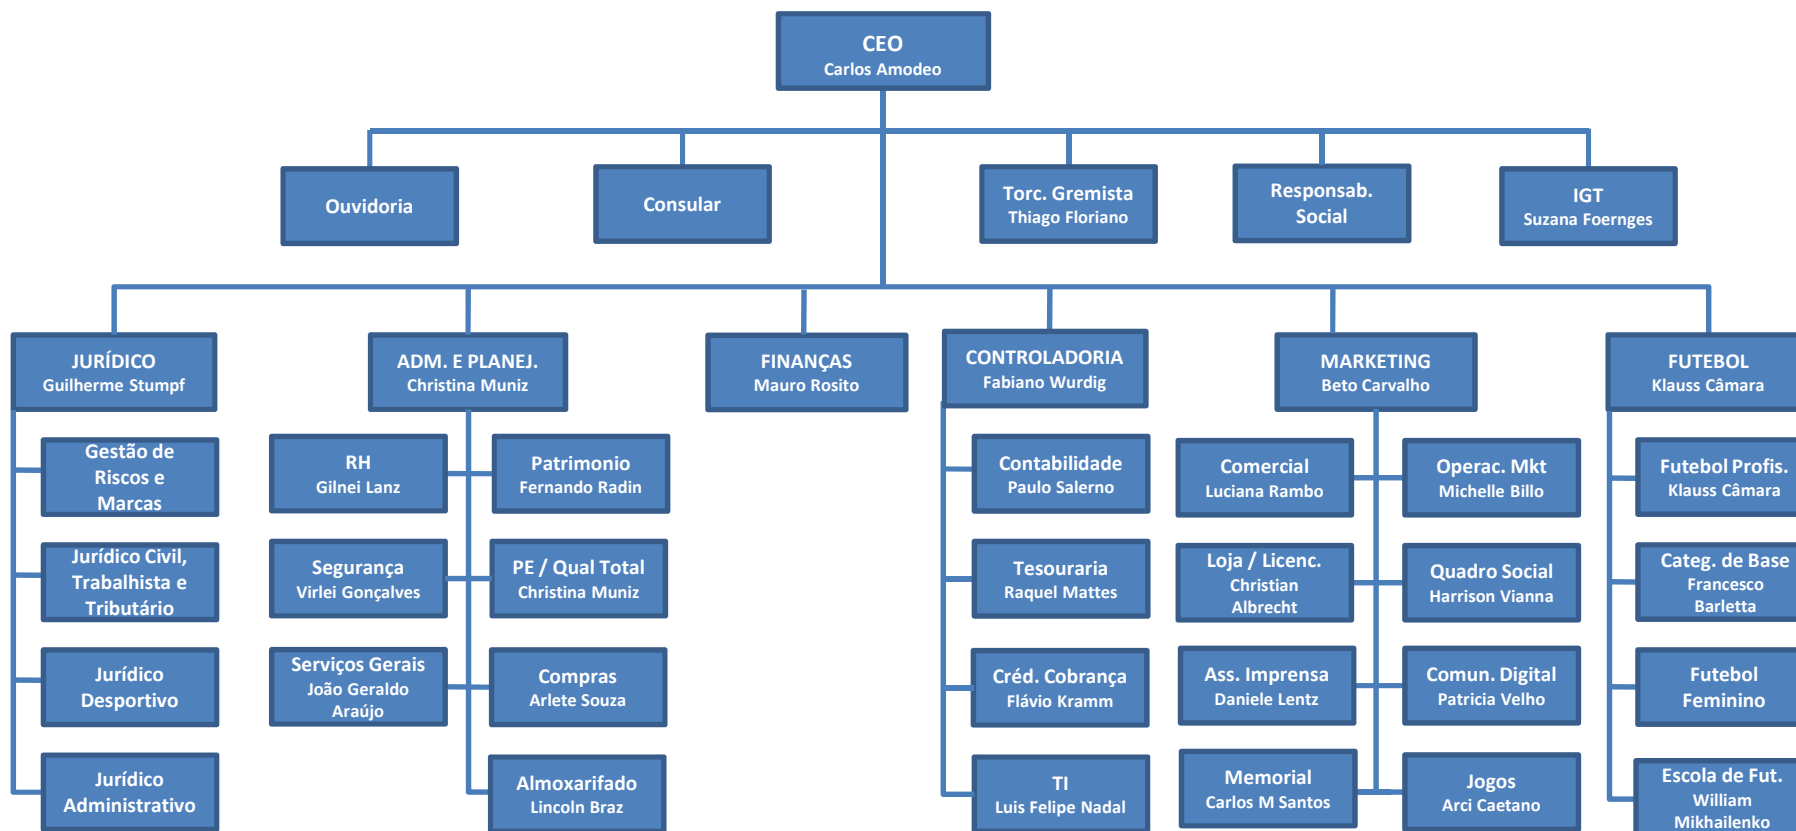 CEO
Carlos Amodeo
Ouvidoria
Consular
Torc. Gremista
Thiago Floriano
Responsab.
Social
IGT
Suzana Foernges
JURÍDICO
Guilherme Stumpf
ADM. E PLANEJ.
Christina Muniz
FINANÇAS
Mauro Rosito
CONTROLADORIA
Fabiano Wurdig
MARKETING
Beto Carvalho
FUTEBOL
Klauss Câmara
Gestão de
Riscos e
Marcas
RH
Gilnei Lanz
Patrimonio
Fernando Radin
Contabilidade
Paulo Salerno
Comercial
Luciana Rambo
Operac. Mkt
Michelle Billo
Futebol Profis.
Klauss Câmara
Jurídico Civil,
Trabalhista e
Tributário
Segurança
Virlei Gonçalves
PE / Qual Total
Christina Muniz
Tesouraria
Raquel Mattes
Loja / Licenc.
Christian
Albrecht
Quadro Social
Harrison Vianna
Categ. de Base
Francesco
Barletta
Jurídico
Desportivo
Serviços Gerais
João Geraldo
Araújo
Compras
Arlete Souza
Créd. Cobrança
Flávio Kramm
Ass. Imprensa
Daniele Lentz
Comun. Digital
Patricia Velho
Futebol
Feminino
Jurídico
Administrativo
Almoxarifado
Lincoln Braz
TI
Luis Felipe Nadal
Memorial
Carlos M Santos
Jogos
Arci Caetano
Escola de Fut.
William
Mikhailenko